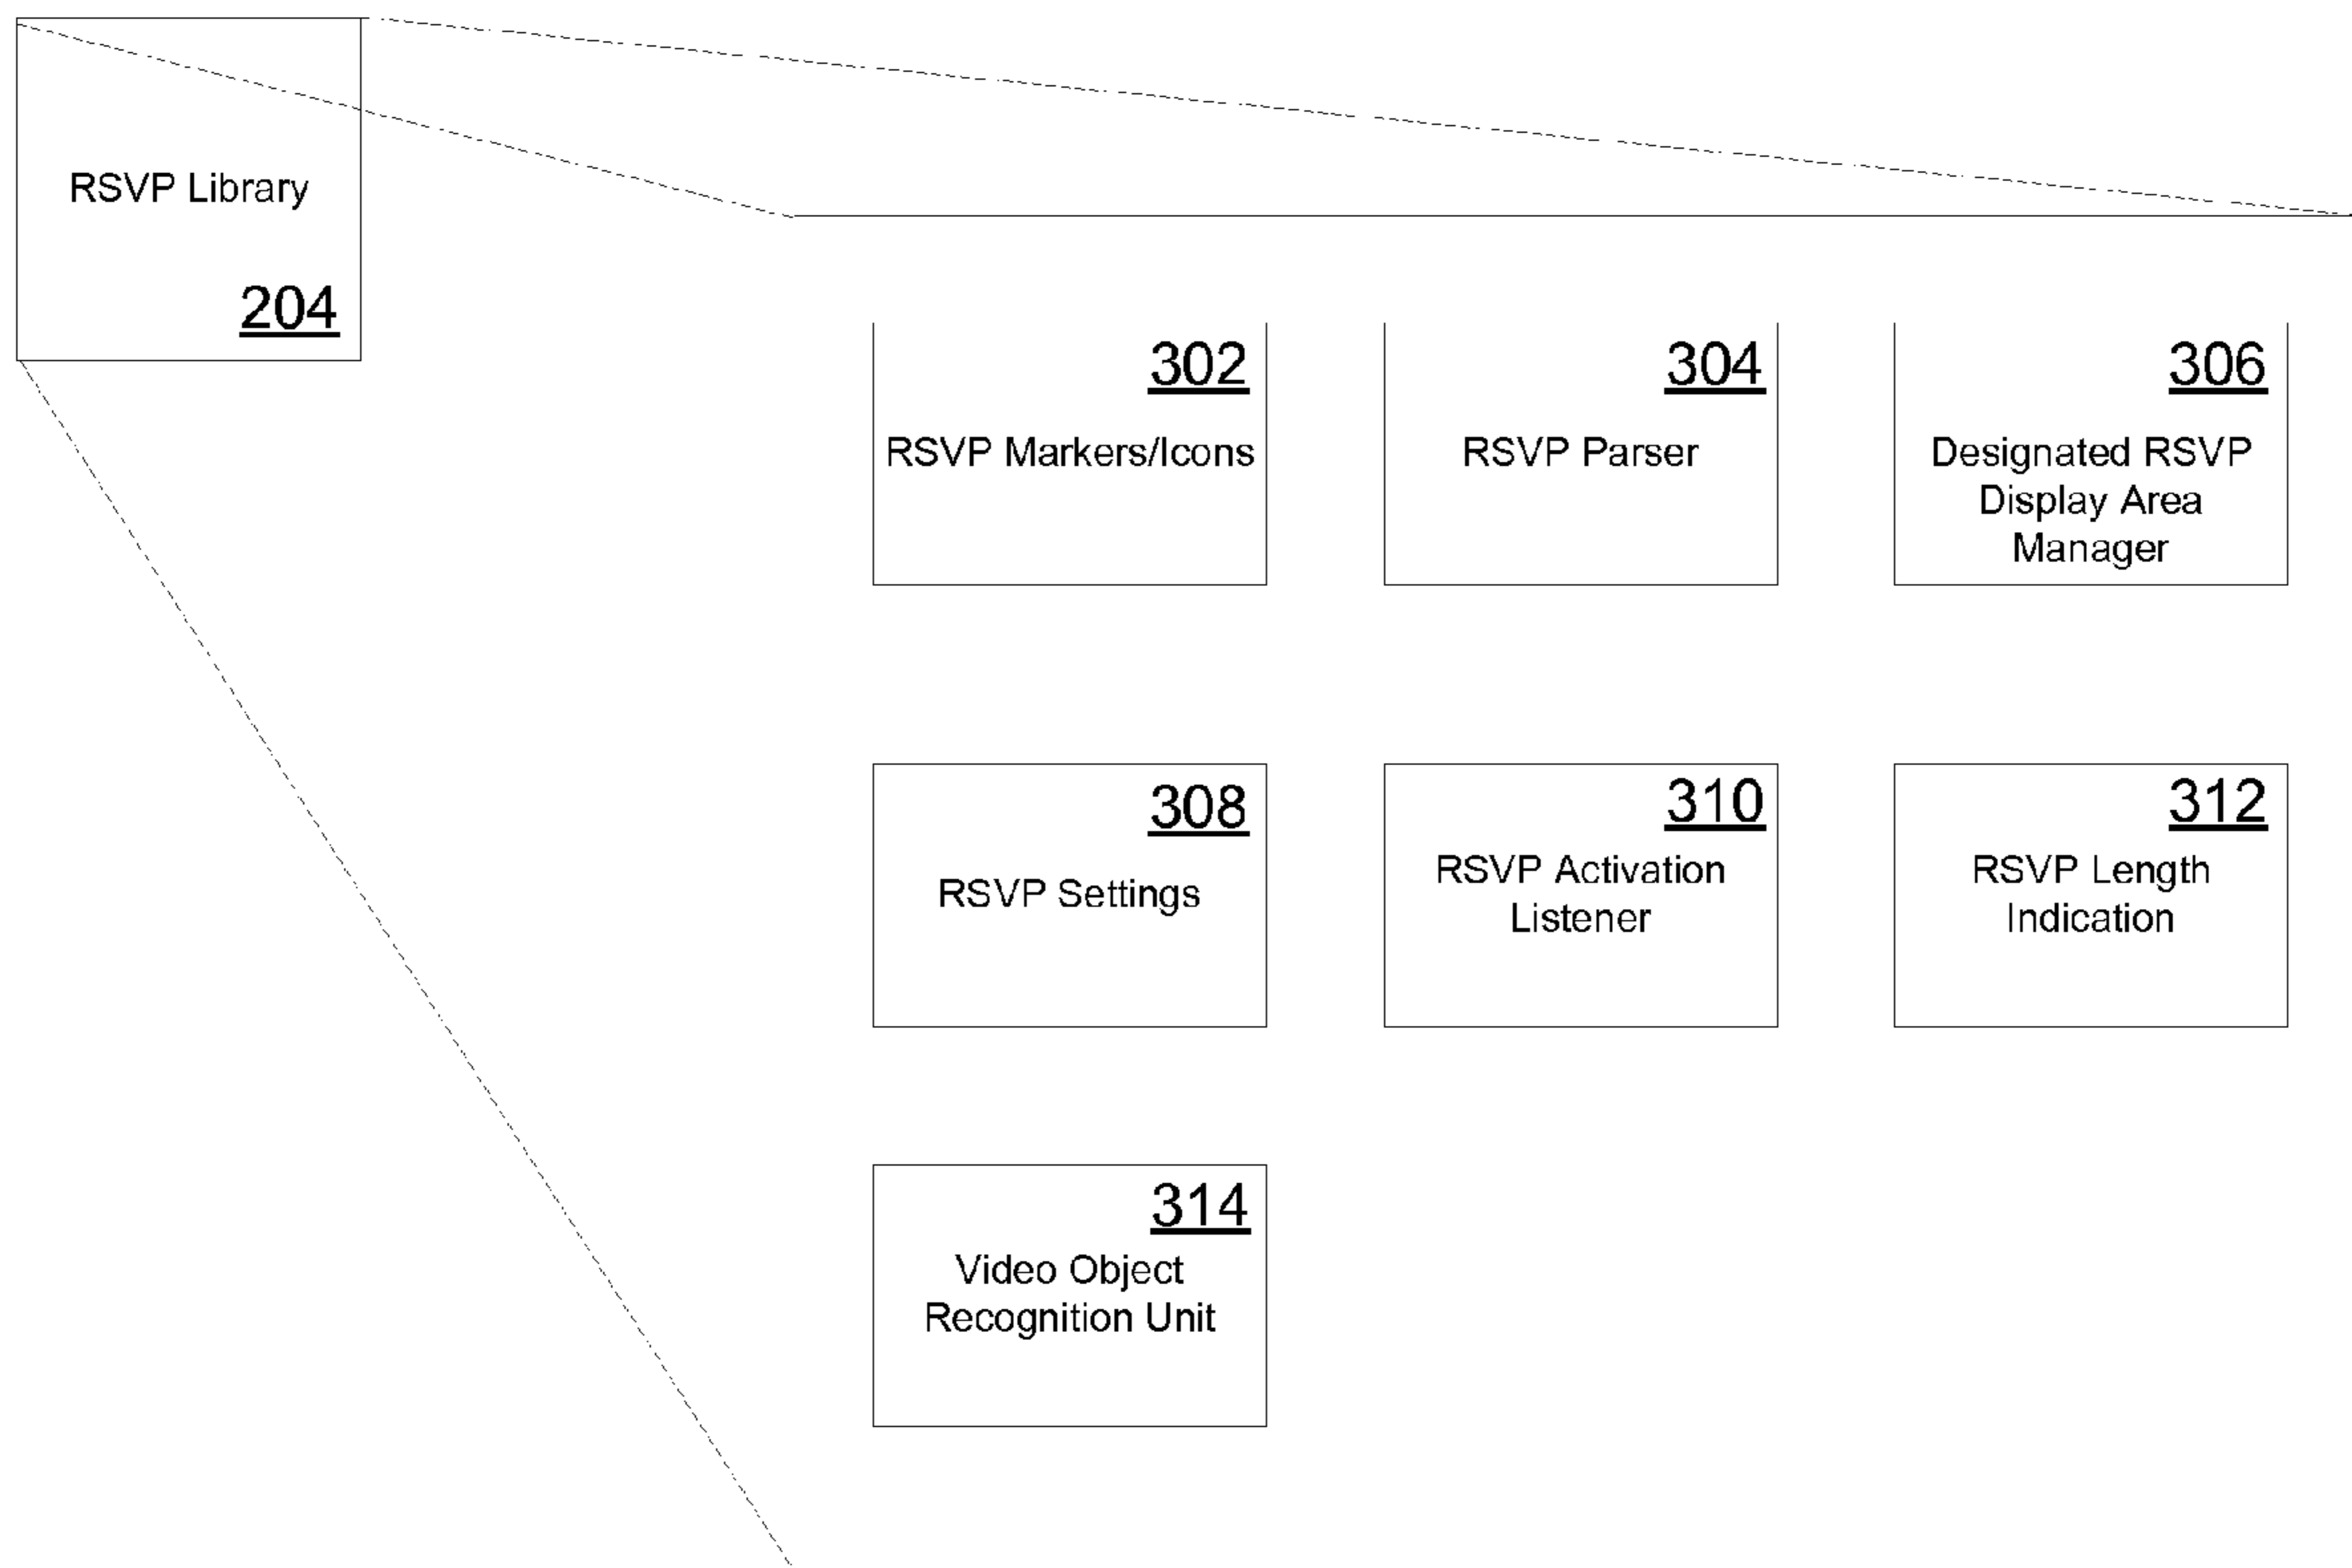 RSVP Library
204
302
RSVP Markers/Icons
304
RSVP Parser
306
Designated RSVP
Display Area
Manager
308
RSVP Settings
310
RSVP Activation
Listener
312
RSVP Length
Indication
314
Video Object
Recognition Unit